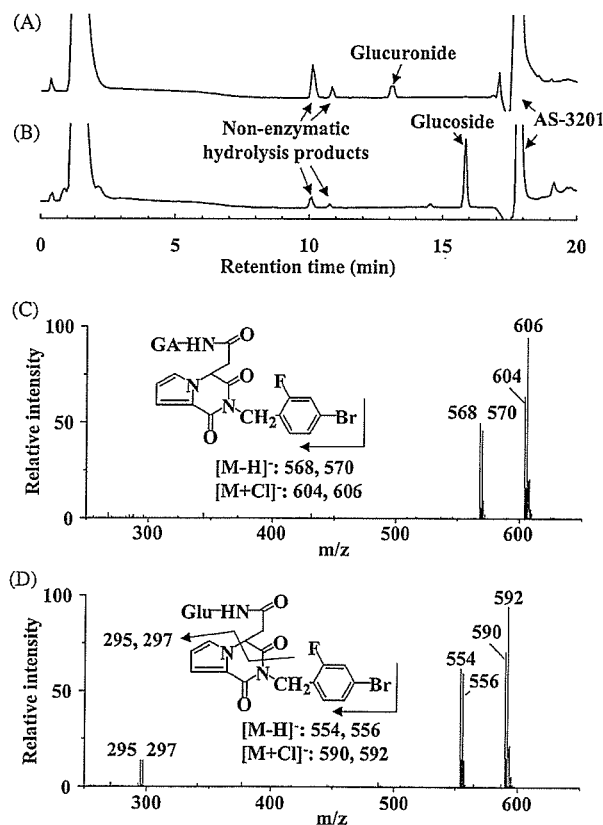 (A)
Glucuronide
(B)
Non-enzymatic
hydrolysis products
Glucoside
AS-3201
0 5 10 15 20
Retention time (min)
(C)
100
50
0
Relative intensity
GA-HN O
N O
F
N CH2 Br
O
[M-H]-: 568, 570
[M+Cl]-: 604, 606
606
604
568 570
300 400 500 600
m/z
(D)
100
50
0
Relative intensity
Glu-HN O
295, 297
N O
F
N CH2 Br
O
[M-H]-: 554, 556
[M+Cl]-: 590, 592
592
590
554
556
295 297
300 400 500 600
m/z